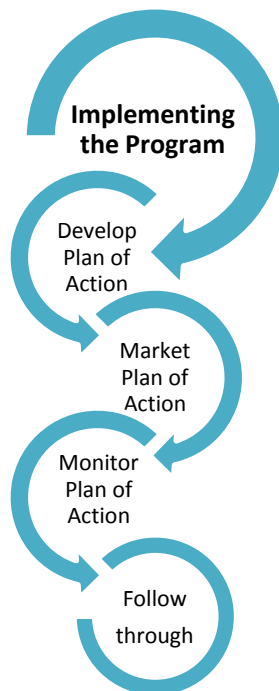 Implementing
the Program
Develop
Plan of
Action
Market
Plan of
Action
Monitor
Plan of
Action
Follow
through